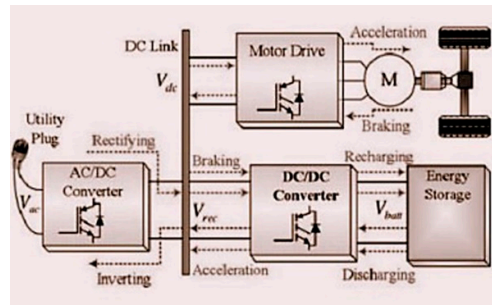 Acceleration
DC Link
Motor Drive
V_dc
M
Braking
Utility
Plug
Rectifying
AC/DC
Converter
V_ac
Inverting
Braking
DC/DC
Converter
Recharging
Energy
Storage
V_rec
V_batt
Acceleration
Discharging